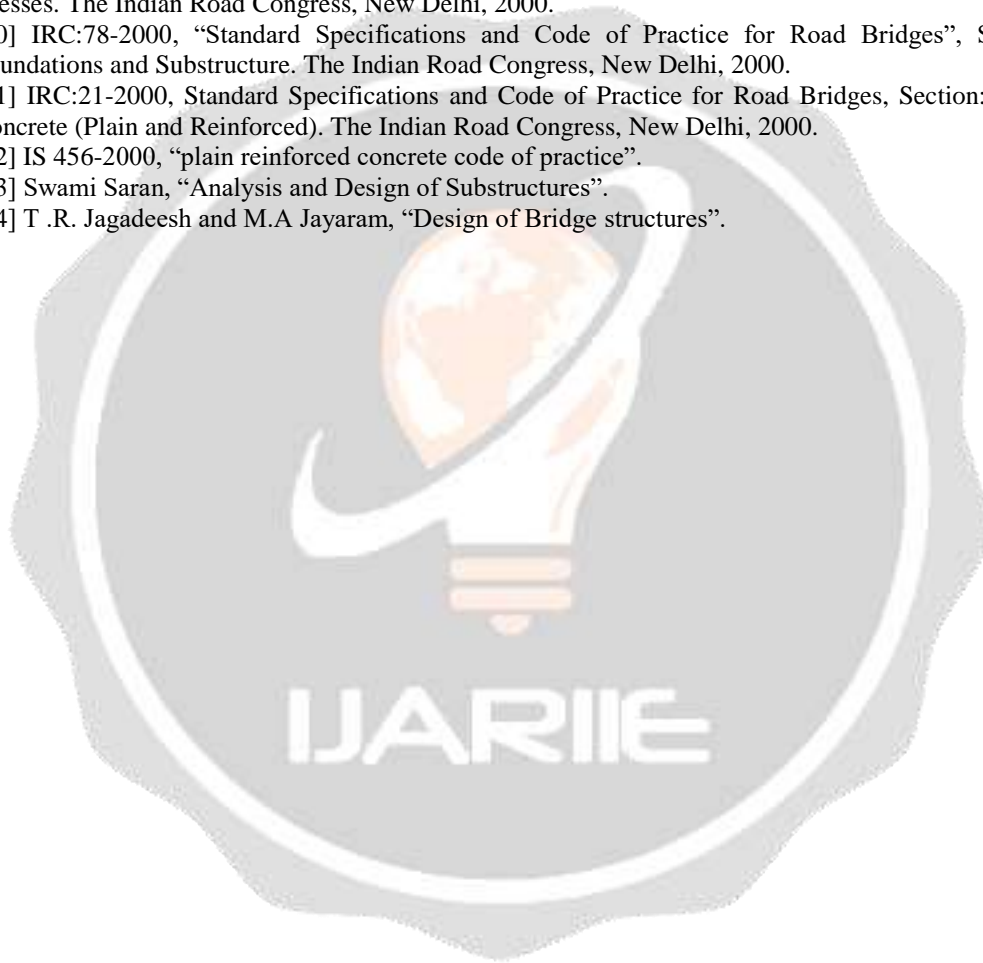 esses. The Indian Road Congress, New Delhi, 2000.
0] IRC:78-2000, “Standard Specifications and Code of Practice for Road Bridges”, S
undations and Substructure. The Indian Road Congress, New Delhi, 2000.
1] IRC:21-2000, Standard Specifications and Code of Practice for Road Bridges, Section:
oncrete (Plain and Reinforced). The Indian Road Congress, New Delhi, 2000.
2] IS 456-2000, “plain reinforced concrete code of practice”.
3] Swami Saran, “Analysis and Design of Substructures”.
4] T .R. Jagadeesh and M.A Jayaram, “Design of Bridge structures”.
IJARIIE